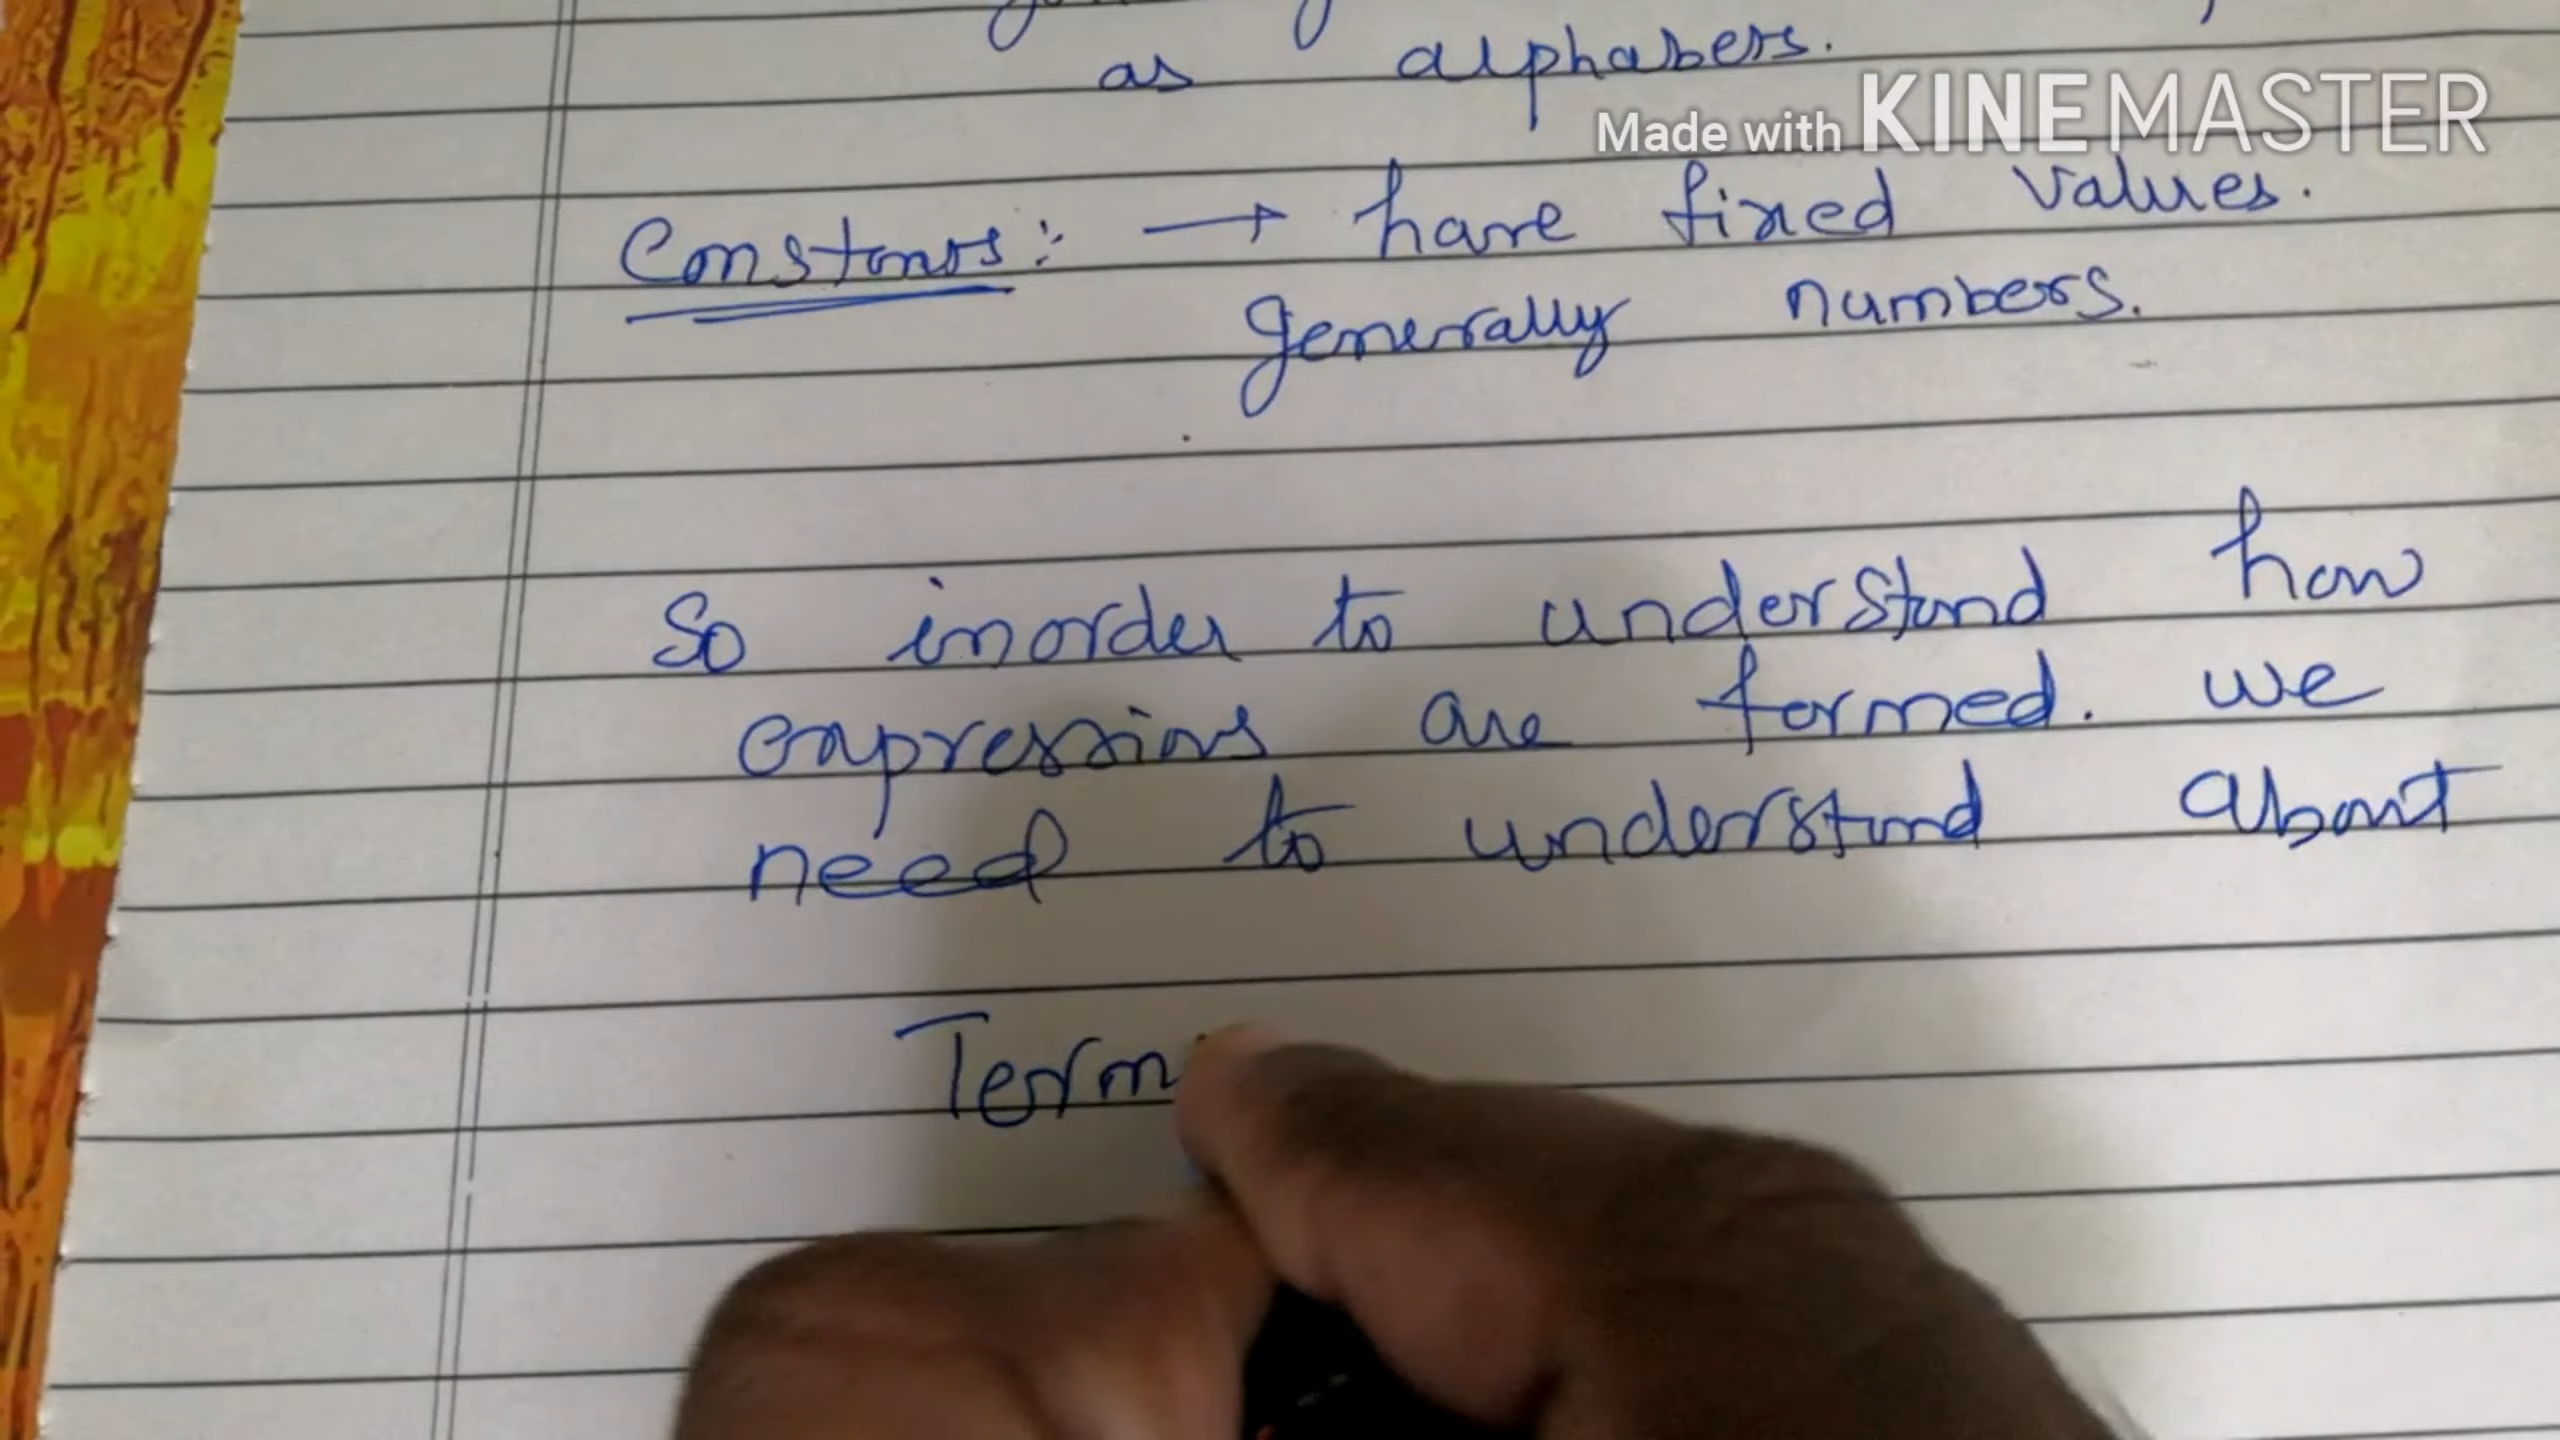 as alphabets.
Made with KINEMASTER
Constants: → have fixed values.
generally numbers.
So inorder to understand how
expressions are formed. we
need to understand about
Term